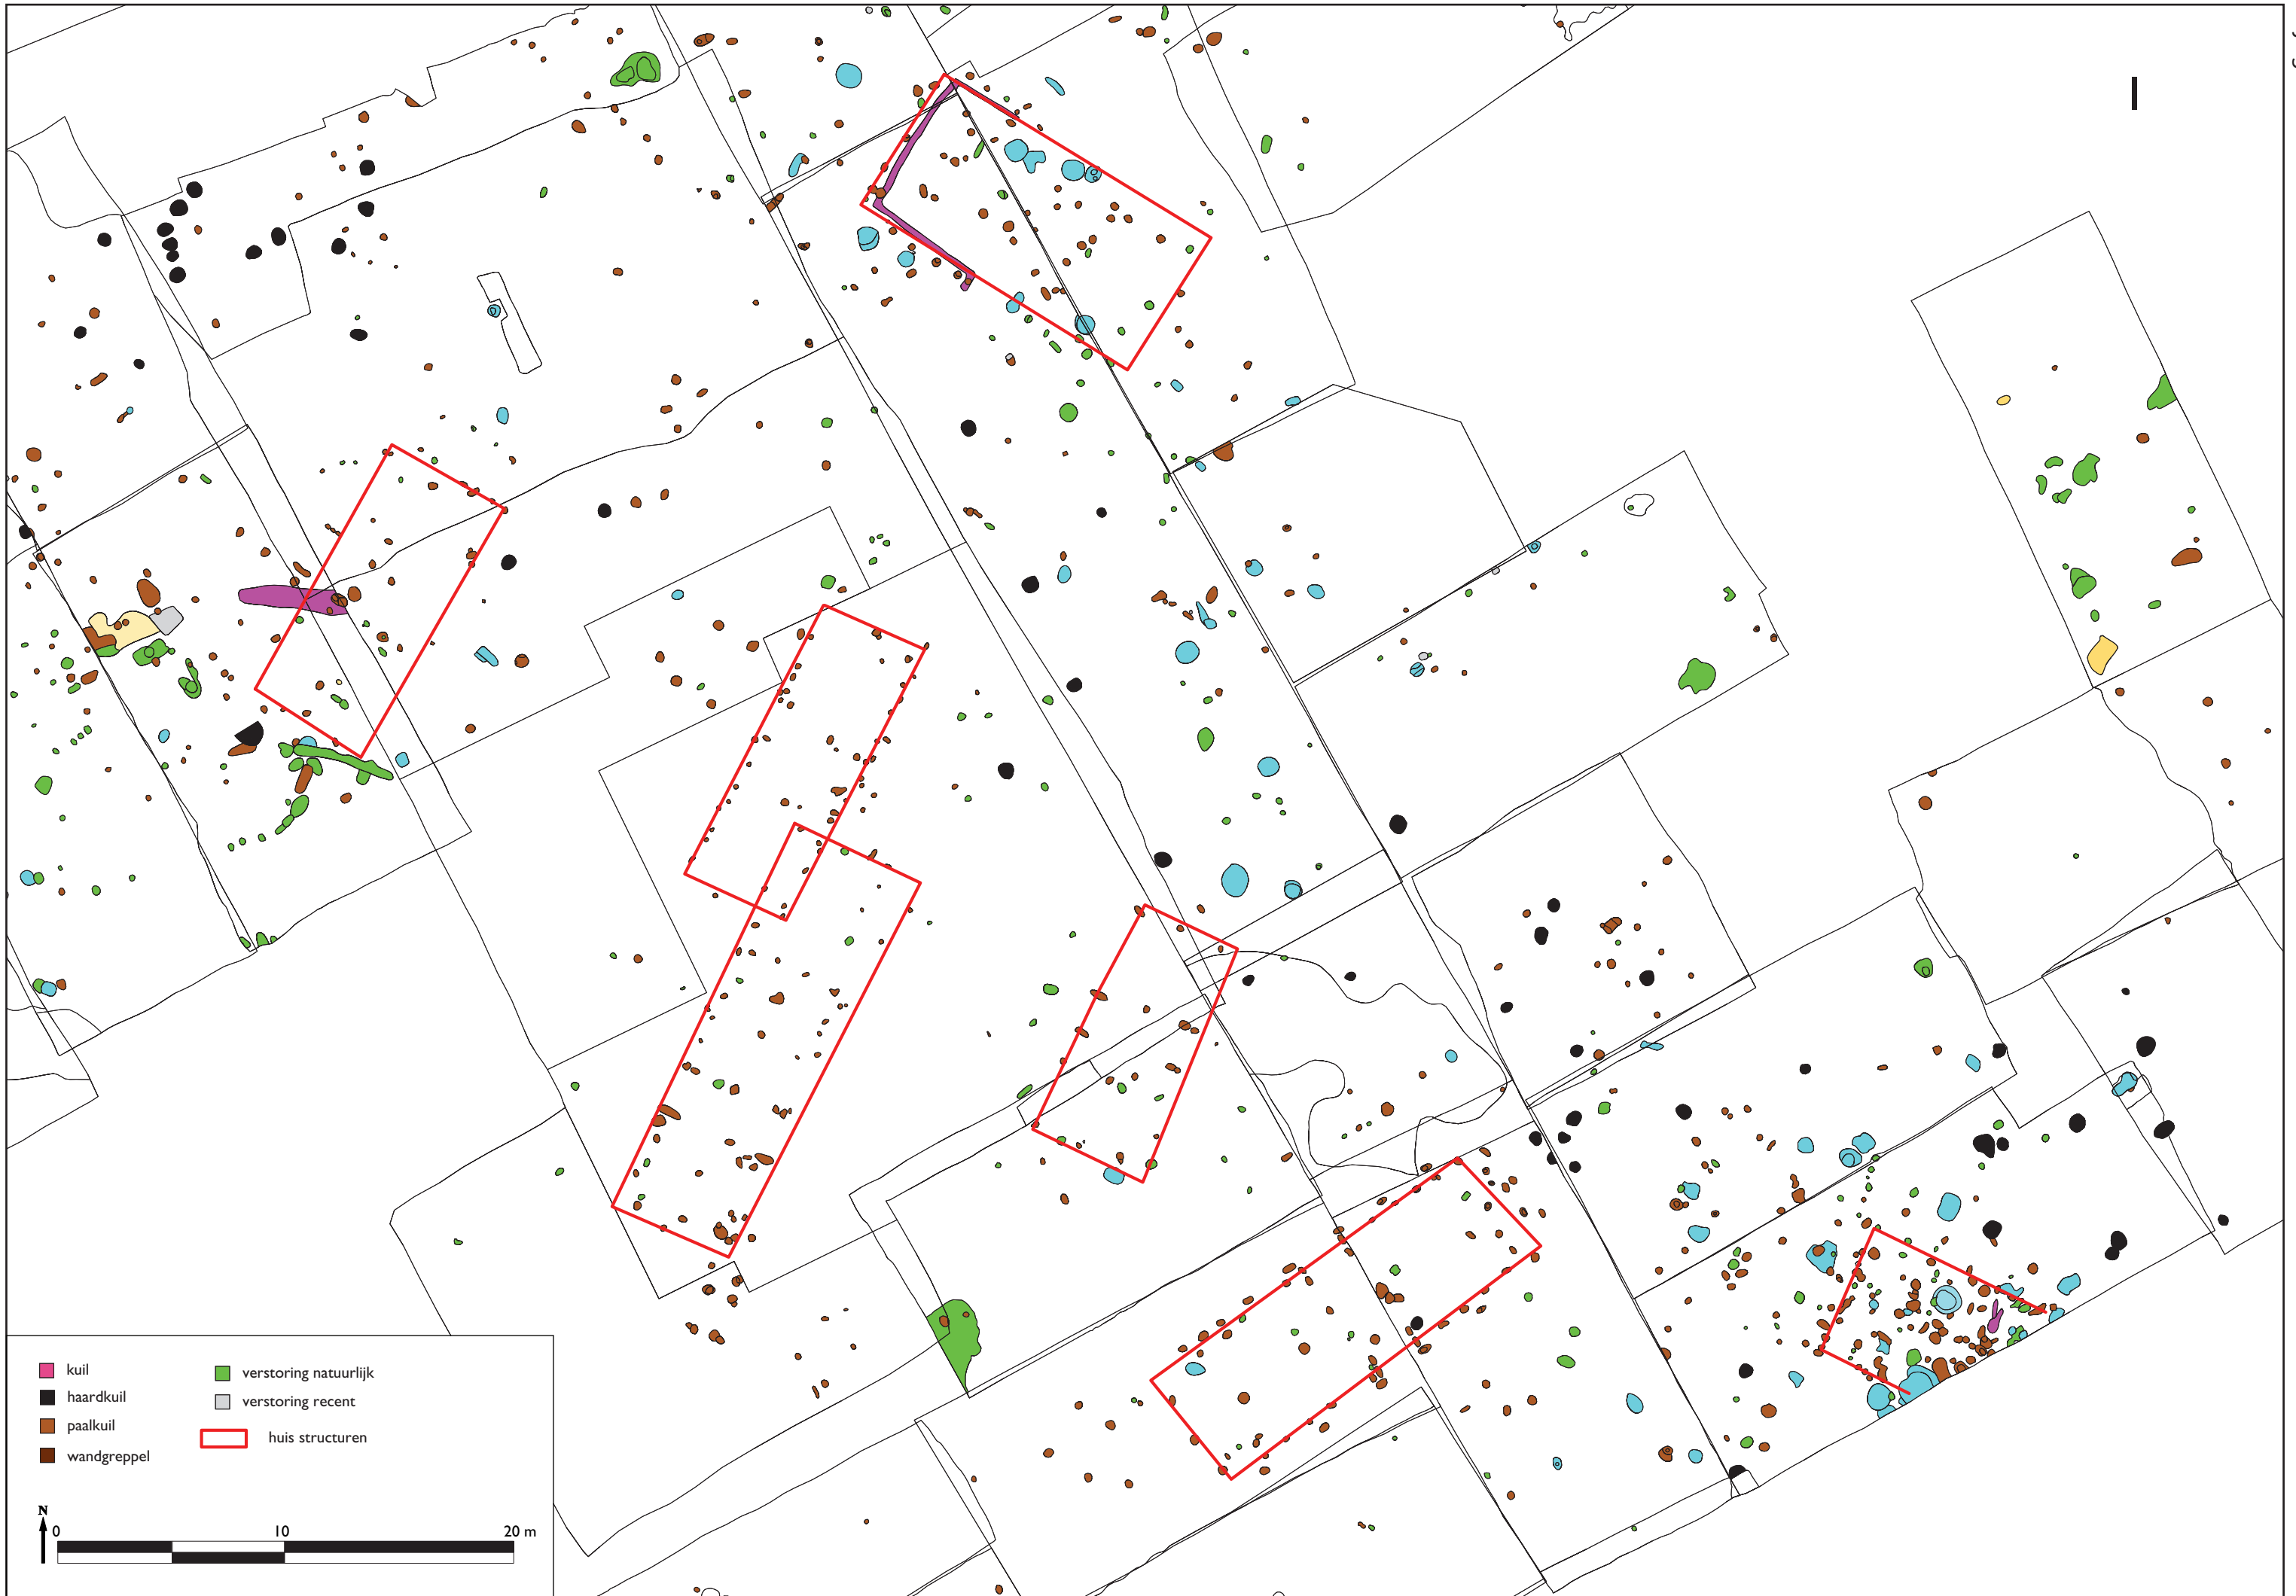 kuil
haardkuil
paalkuil
wandgreppel
verstoring natuurlijk
verstoring recent
huis structuren
N
0 10 20 m